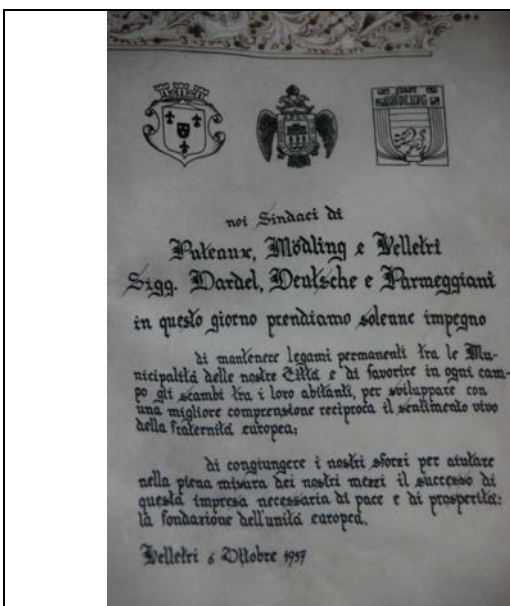 STADT
MÖDLING
noi Sindaci di
Puteaux, Mödling e Velletri
Sigg. Dardel, Deutsche e Parmeggiani
in questo giorno prendiamo solenne impegno
di mantenere legami permanenti tra le Mu-
nicipalità delle nostre Città e di favorire in ogni cam-
po gli scambi tra i loro abitanti, per sviluppare con
una migliore comprensione reciproca il sentimento vivo
della fraternità europea;
di congiungere i nostri sforzi per aiutare
nella piena misura dei nostri mezzi il successo di
questa impresa necessaria di pace e di prosperità:
la fondazione dell'unità europea.
Velletri 6 Ottobre 1957